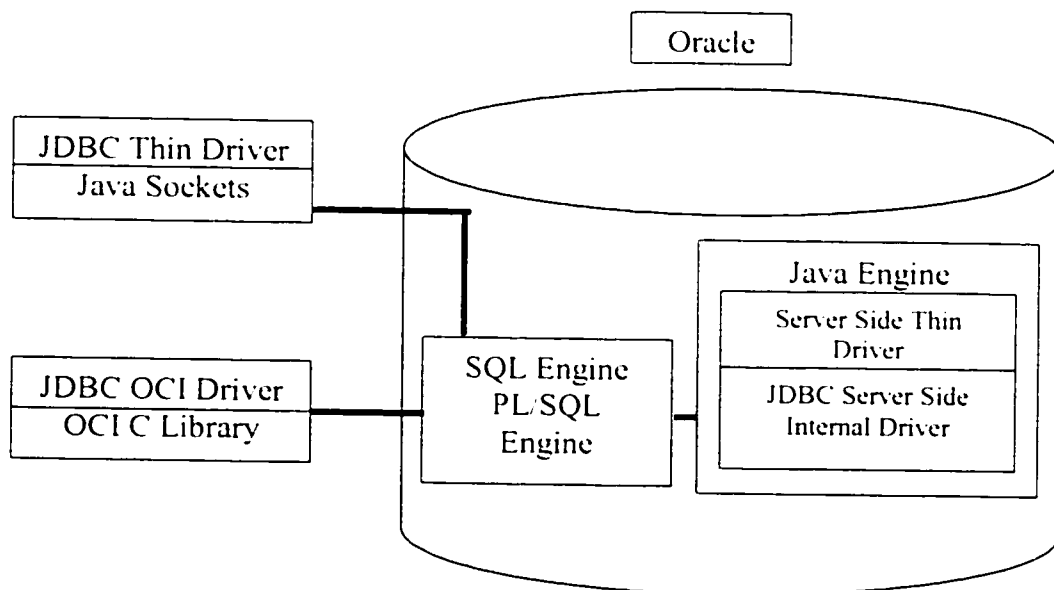 Oracle
JDBC Thin Driver
Java Sockets
JDBC OCI Driver
OCI C Library
SQL Engine
PL/SQL
Engine
Java Engine
Server Side Thin
Driver
JDBC Server Side
Internal Driver